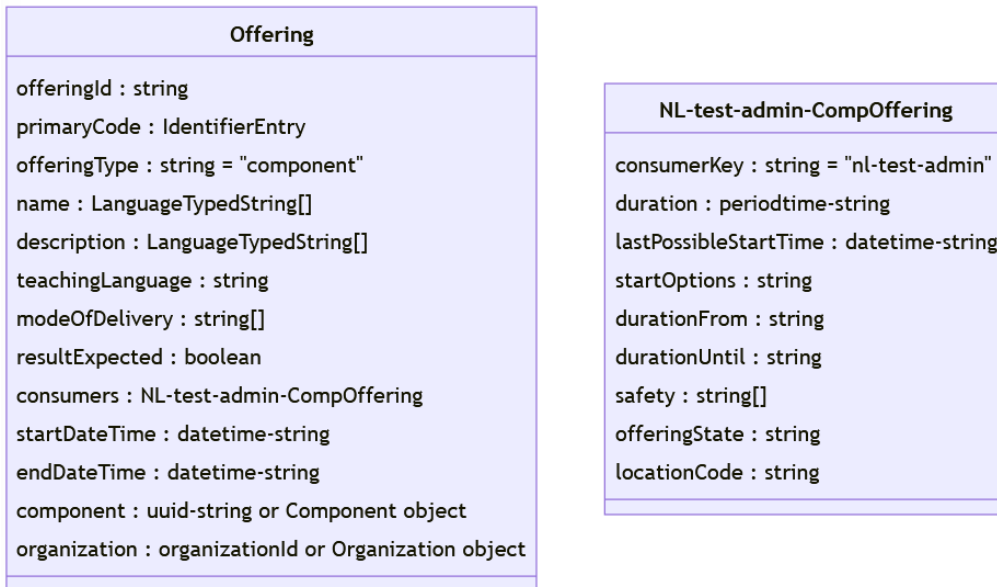 Offering
offeringId : string
primaryCode : IdentifierEntry
offeringType : string = "component"
name : LanguageTypedString[]
description : LanguageTypedString[]
teachingLanguage : string
modeOfDelivery : string[]
resultExpected : boolean
consumers : NL-test-admin-CompOffering
startDateTime : datetime-string
endDateTime : datetime-string
component : uuid-string or Component object
organization : organizationId or Organization object
NL-test-admin-CompOffering
consumerKey : string = "nl-test-admin"
duration : periodtime-string
lastPossibleStartTime : datetime-string
startOptions : string
durationFrom : string
durationUntil : string
safety : string[]
offeringState : string
locationCode : string